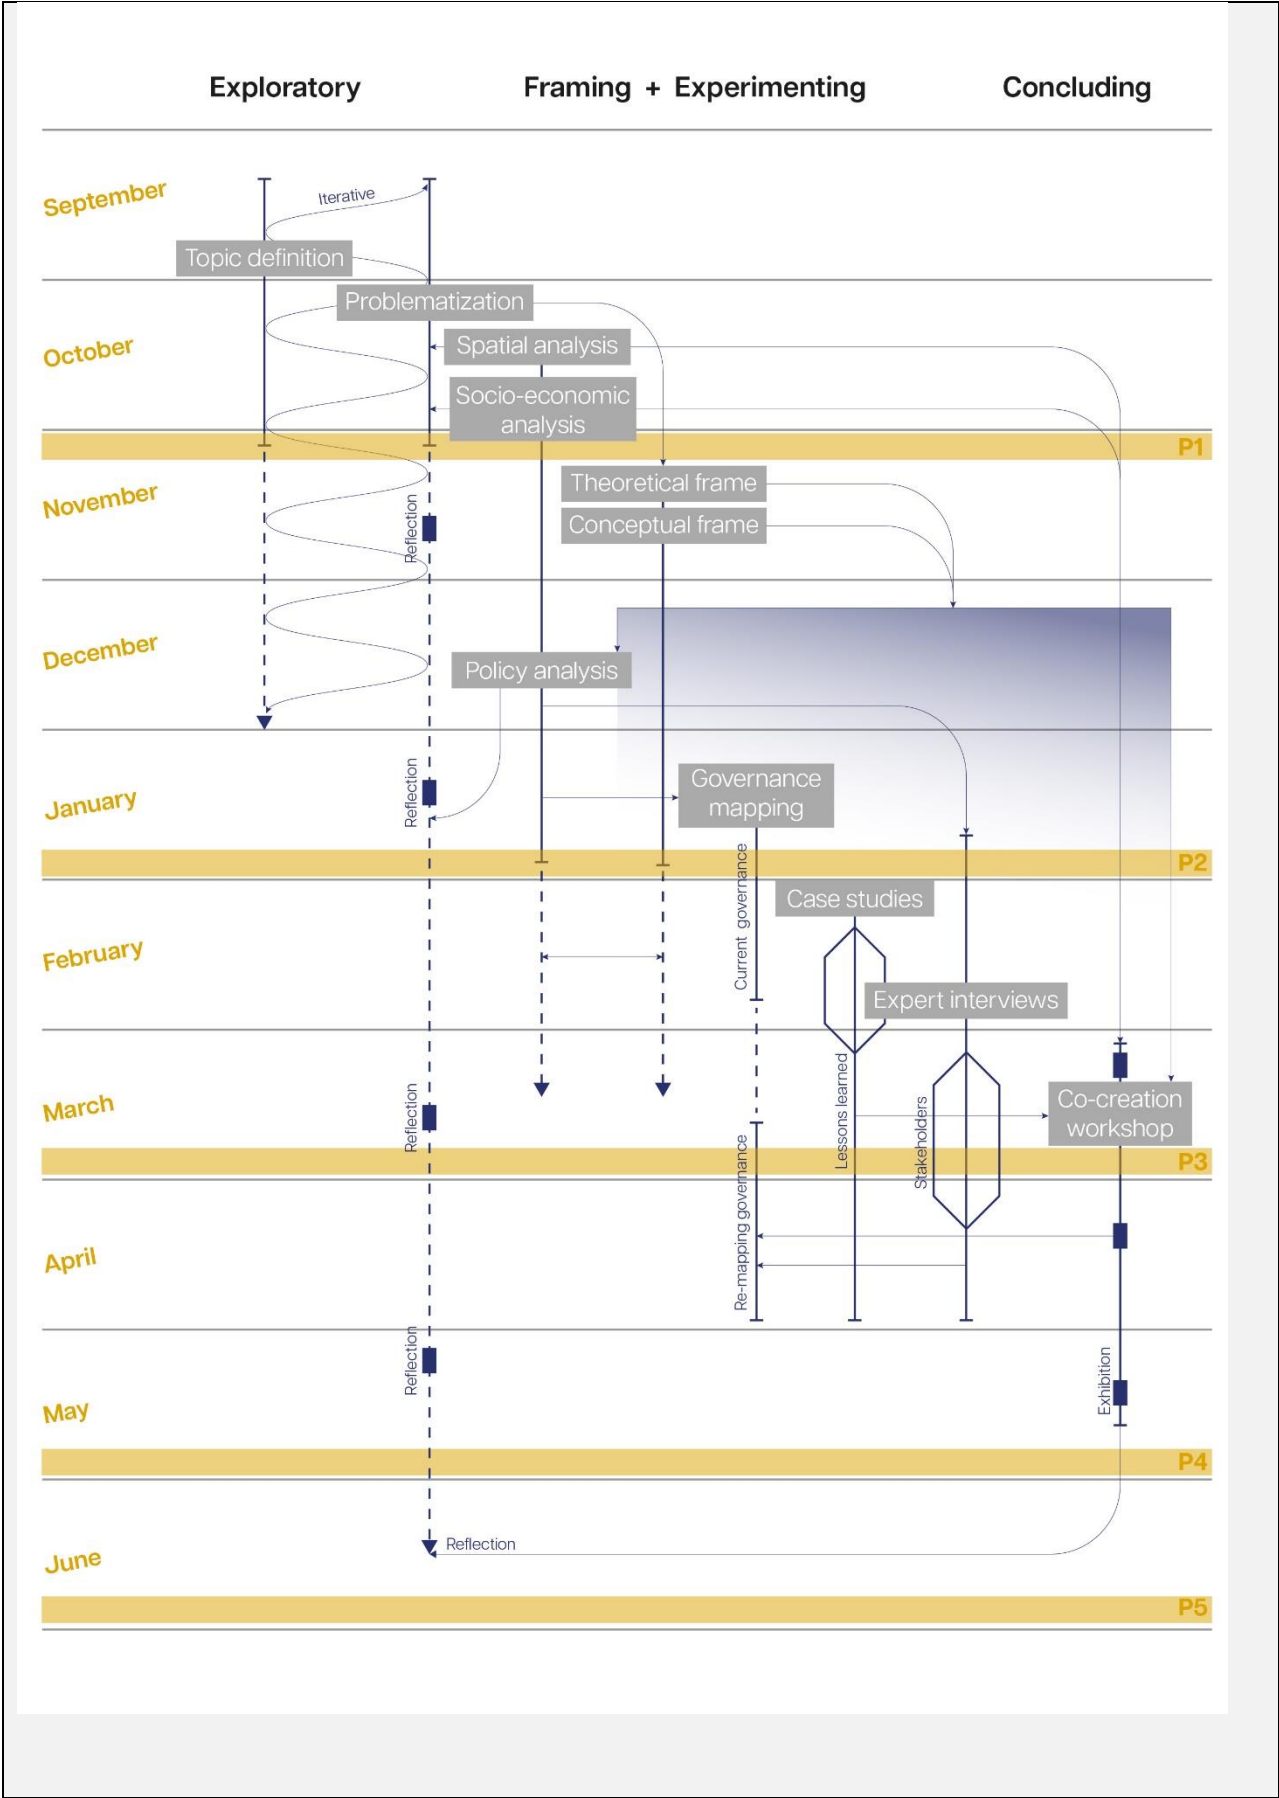 Exploratory
Framing + Experimenting
Concluding
September
Iterative
Topic definition
Problematization
October
Spatial analysis
Socio-economic
analysis
P1
November
Theoretical frame
Conceptual frame
Reflection
December
Policy analysis
January
Reflection
Governance
mapping
P2
Current governance
Case studies
February
Expert interviews
March
Reflection
Lessons learned
Stakeholders
Co-creation
workshop
P3
Re-mapping governance
April
Reflection
Exhibition
May
P4
Reflection
June
P5